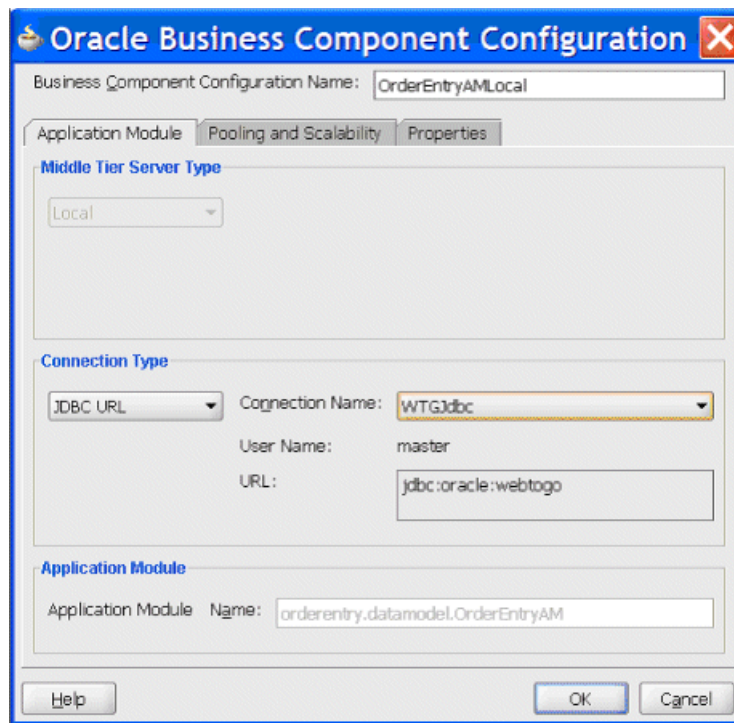 Oracle Business Component Configuration
Business Component Configuration Name: OrderEntryAMLocal
Application Module Pooling and Scalability Properties
Middle Tier Server Type
Local
Connection Type
JDBC URL Connection Name: WTGJdbc
User Name: master
URL: jdbc:oracle:webtogo
Application Module
Application Module Name: orderentry.datamodel.OrderEntryAM
Help OK Cancel